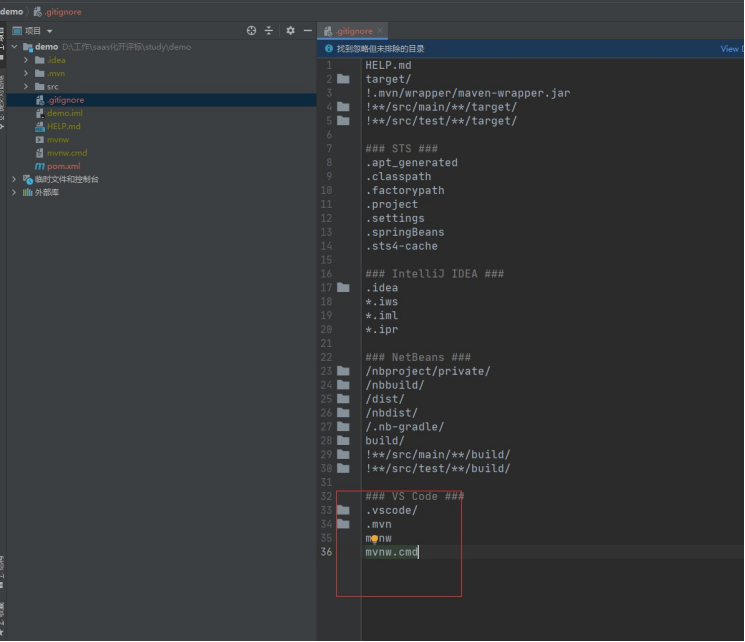 demo
.gitignore
项目
demo D:\工作\saas化开评标\study\demo
.idea
.mvn
src
.gitignore
demo.iml
HELP.md
mvnw
mvnw.cmd
pom.xml
临时文件和控制台
外部库
.gitignore
找到忽略但未排除的目录
View
1 HELP.md
2 target/
3 !.mvn/wrapper/maven-wrapper.jar
4 !**/src/main/**/target/
5 !**/src/test/**/target/
6
7 ### STS ###
8 .apt_generated
9 .classpath
10 .factorypath
11 .project
12 .settings
13 .springBeans
14 .sts4-cache
15
16 ### IntelliJ IDEA ###
17 .idea
18 *.iws
19 *.iml
20 *.ipr
21
22 ### NetBeans ###
23 /nbproject/private/
24 /nbbuild/
25 /dist/
26 /nbdist/
27 /.nb-gradle/
28 build/
29 !**/src/main/**/build/
30 !**/src/test/**/build/
31
32 ### VS Code ###
33 .vscode/
34 .mvn
35 mvnw
36 mvnw.cmd